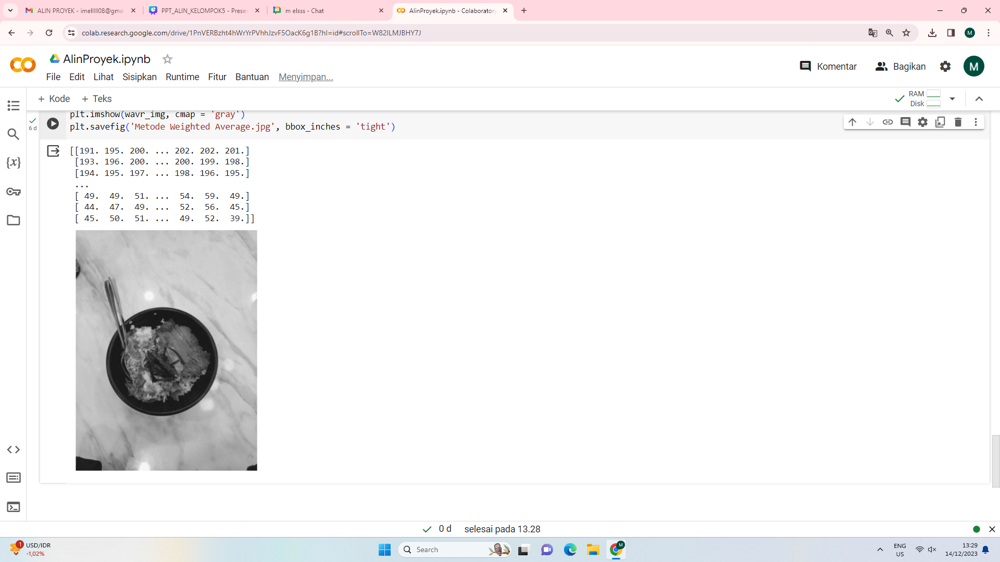 ALIN PROYEK - imelllll08@gma
PPT_ALIN_KELOMPOK5 - Prese
m elsss - Chat
AlinProyek.ipynb - Colaboratory
colab.research.google.com/drive/1PnVERBzht4hWrYrPVhhJzvF5OacK6g1B?hl=id#scrollTo=W82ILMJBHY7J
M
AlinProyek.ipynb
File Edit Lihat Sisipkan Runtime Fitur Bantuan Menyimpan...
Komentar
Bagikan
M
+ Kode + Teks
RAM
Disk
6 d
plt.imshow(wavr_img, cmap = 'gray')
plt.savefig('Metode Weighted Average.jpg', bbox_inches = 'tight')
[[191. 195. 200. ... 202. 202. 201.]
[193. 196. 200. ... 200. 199. 198.]
[194. 195. 197. ... 198. 196. 195.]
...
[ 49. 49. 51. ... 54. 59. 49.]
[ 44. 47. 49. ... 52. 56. 45.]
[ 45. 50. 51. ... 49. 52. 39.]]
0 d selesai pada 13.28
1
USD/IDR
-1,02%
Search
M
ENG
US
13:29
14/12/2023